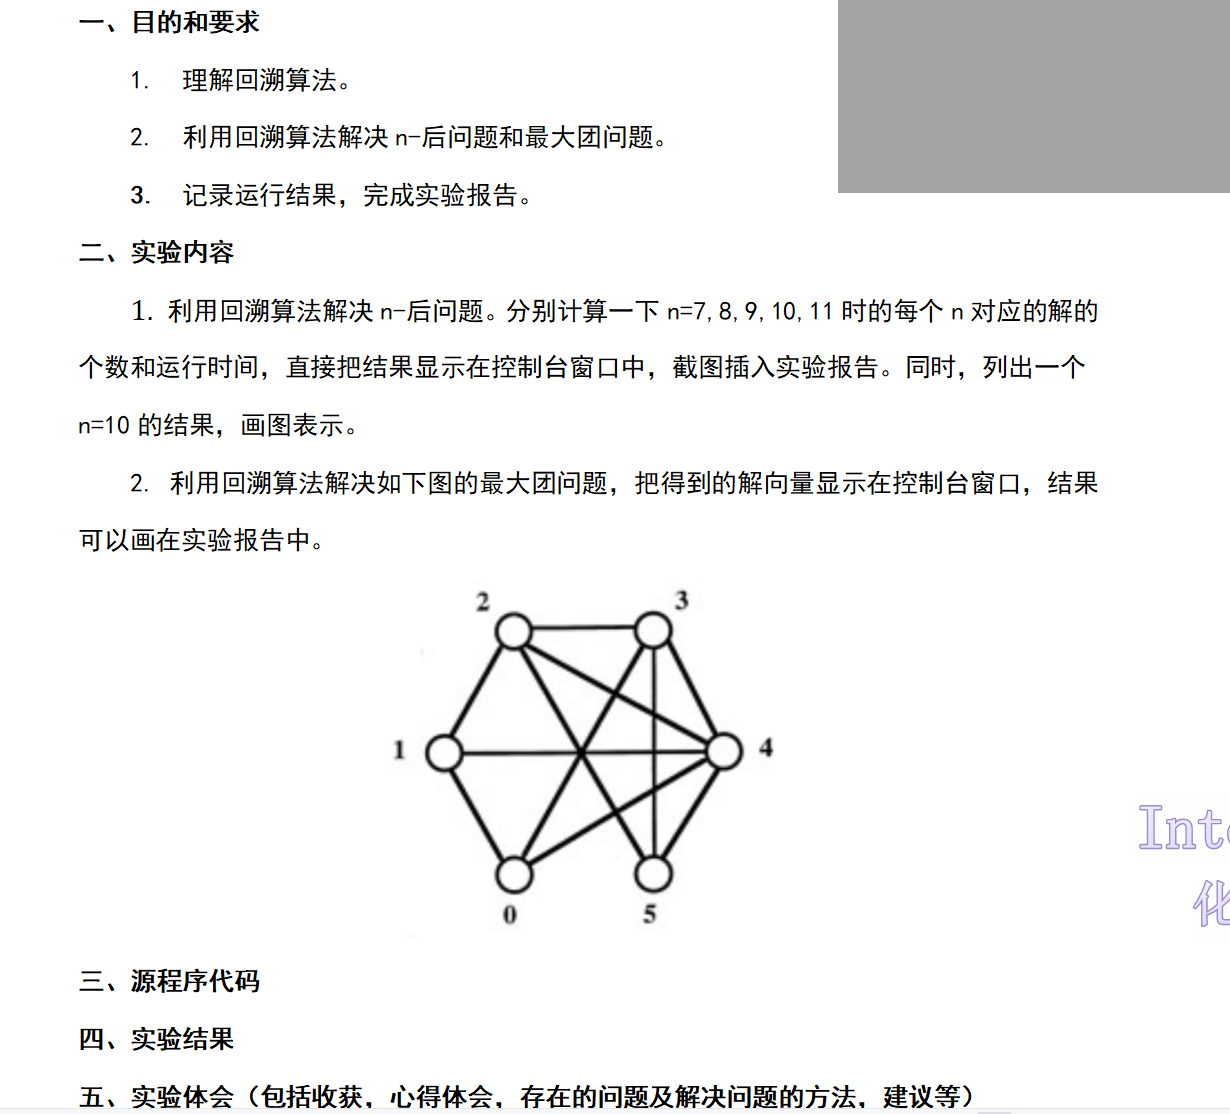 一、目的和要求
1. 理解回溯算法。
2. 利用回溯算法解决 n-后问题和最大团问题。
3. 记录运行结果，完成实验报告。
二、实验内容
1. 利用回溯算法解决 n-后问题。分别计算一下 n=7,8,9,10,11 时的每个 n 对应的解的
个数和运行时间，直接把结果显示在控制台窗口中，截图插入实验报告。同时，列出一个
n=10 的结果，画图表示。
2. 利用回溯算法解决如下图的最大团问题，把得到的解向量显示在控制台窗口，结果
可以画在实验报告中。
2 3
1 4
0 5
三、源程序代码
四、实验结果
五、实验体会（包括收获，心得体会，存在的问题及解决问题的方法，建议等）